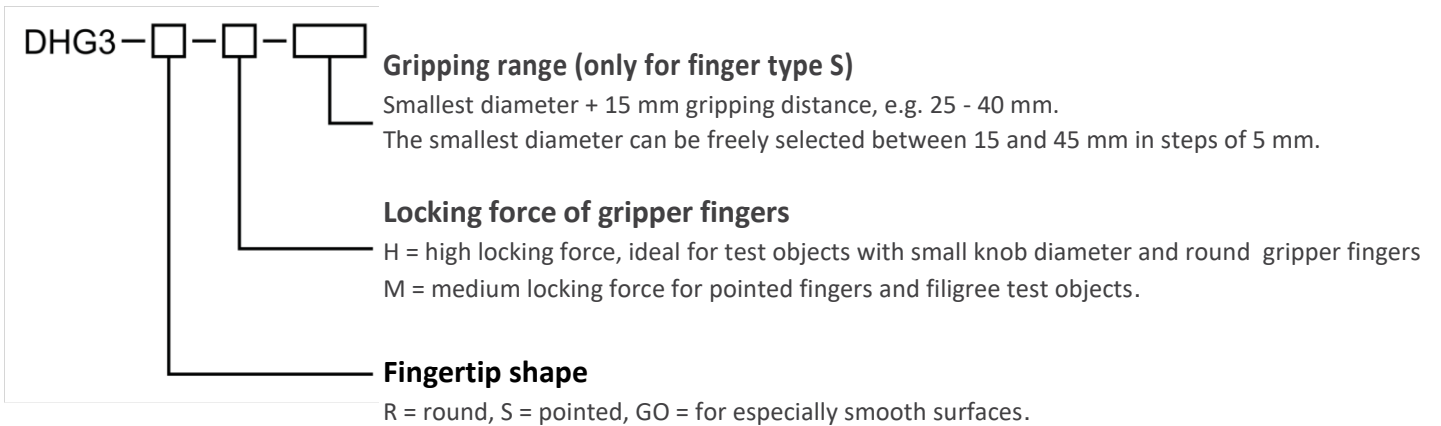 DHG3-□-□-□
Gripping range (only for finger type S)
Smallest diameter + 15 mm gripping distance, e.g. 25 - 40 mm.
The smallest diameter can be freely selected between 15 and 45 mm in steps of 5 mm.
Locking force of gripper fingers
H = high locking force, ideal for test objects with small knob diameter and round gripper fingers
M = medium locking force for pointed fingers and filigree test objects.
Fingertip shape
R = round, S = pointed, GO = for especially smooth surfaces.